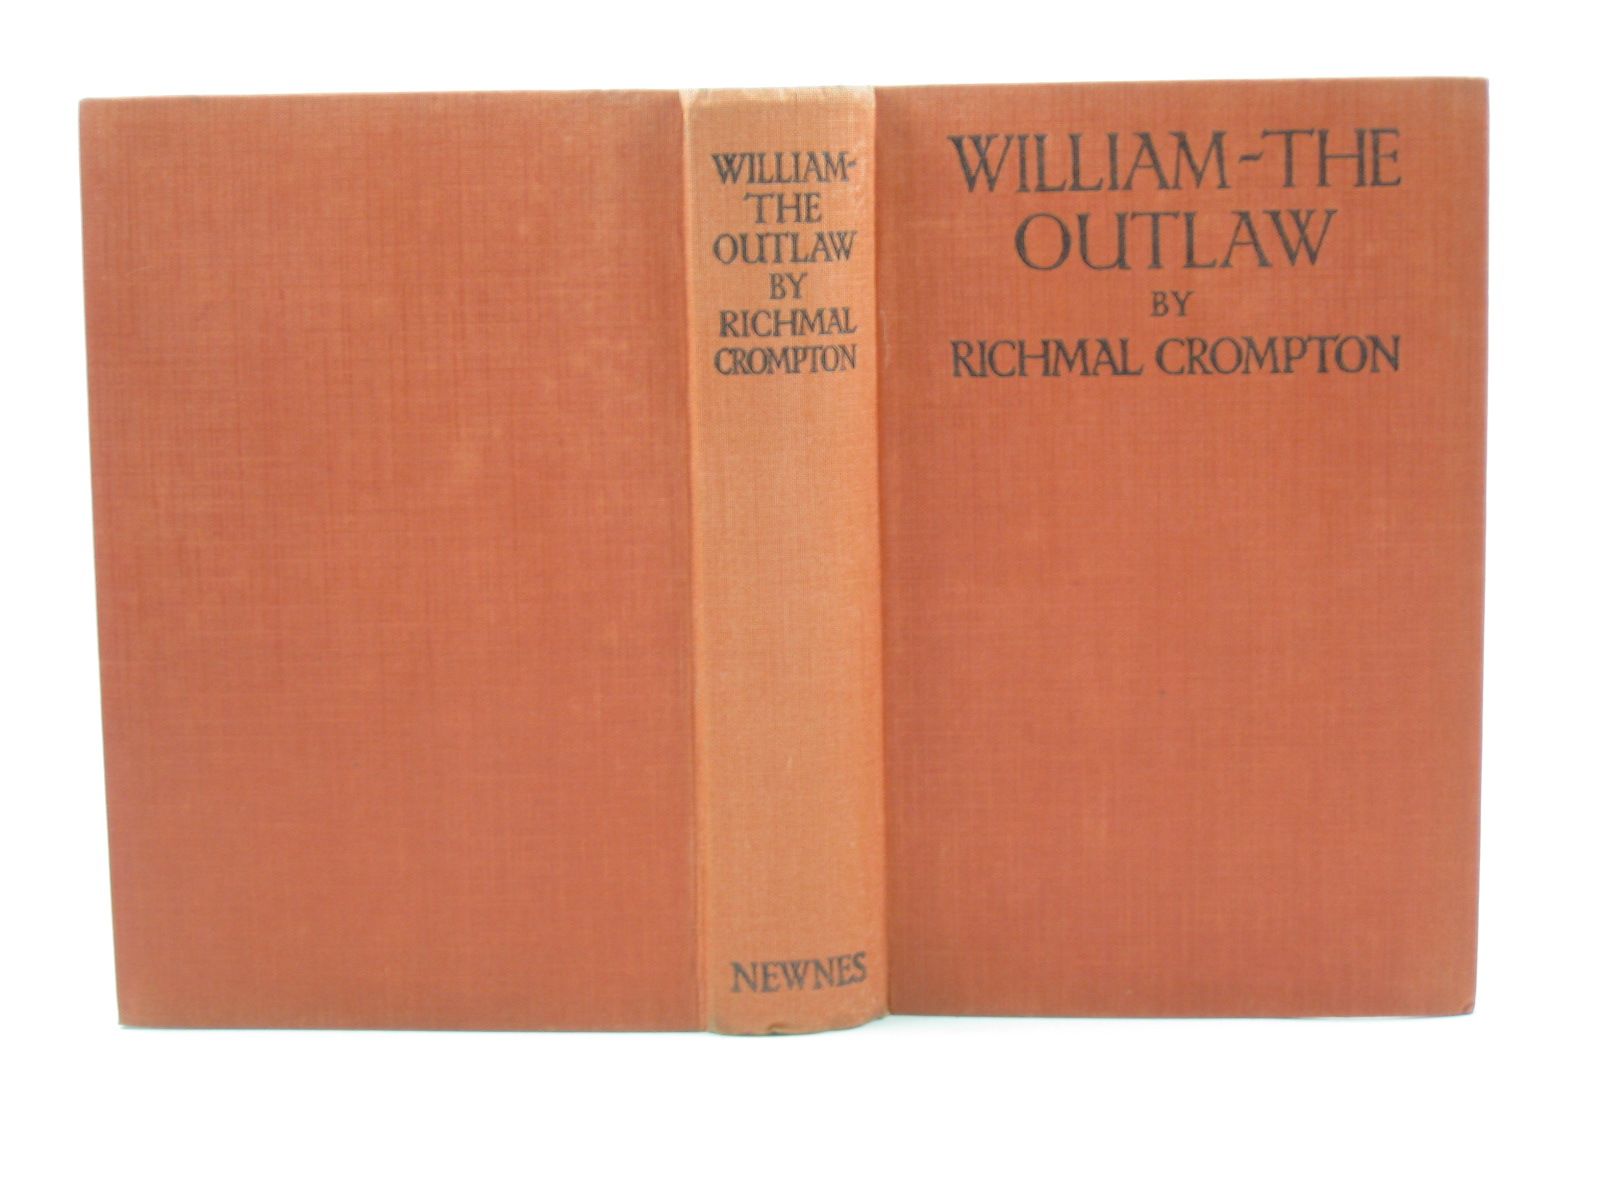 WILLIAM-
THE
OUTLAW
BY
RICHMAL
CROMPTON
NEWNES
WILLIAM-THE
OUTLAW
BY
RICHMAL CROMPTON